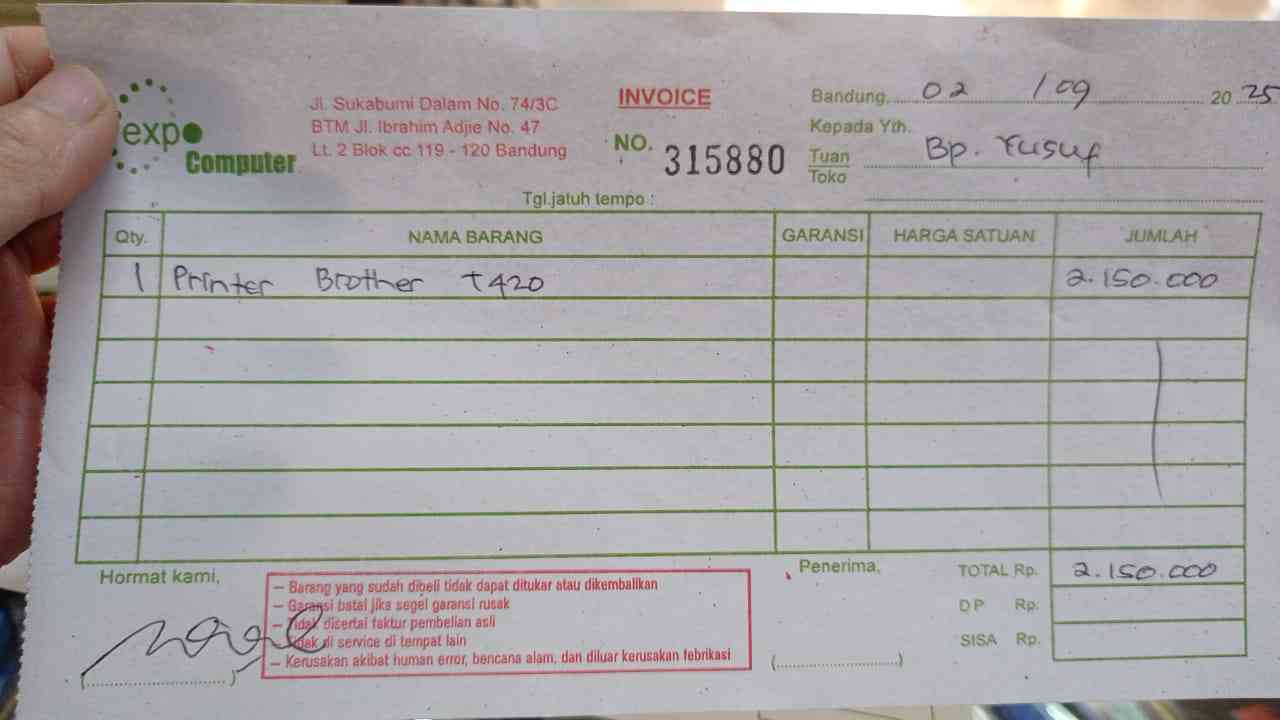 expo Computer
Jl. Sukabumi Dalam No. 74/3C
BTM Jl. Ibrahim Adjie No. 47
Lt. 2 Blok cc 119 - 120 Bandung
INVOICE
NO. 315880
Bandung, 02 / 09 20 25
Kepada Yth.
Tuan Bp. Yusuf
Toko
Tgl.jatuh tempo :
Qty. NAMA BARANG GARANSI HARGA SATUAN JUMLAH
1 Printer Brother T420 2.150.000
Hormat kami,
- Barang yang sudah dibeli tidak dapat ditukar atau dikembalikan
- Garansi batal jika segel garansi rusak
- Tidak disertai faktur pembelian asli
- Tidak di service di tempat lain
- Kerusakan akibat human error, bencana alam, dan diluar kerusakan febrikasi
Penerima,
TOTAL Rp. 2.150.000
DP Rp.
SISA Rp.